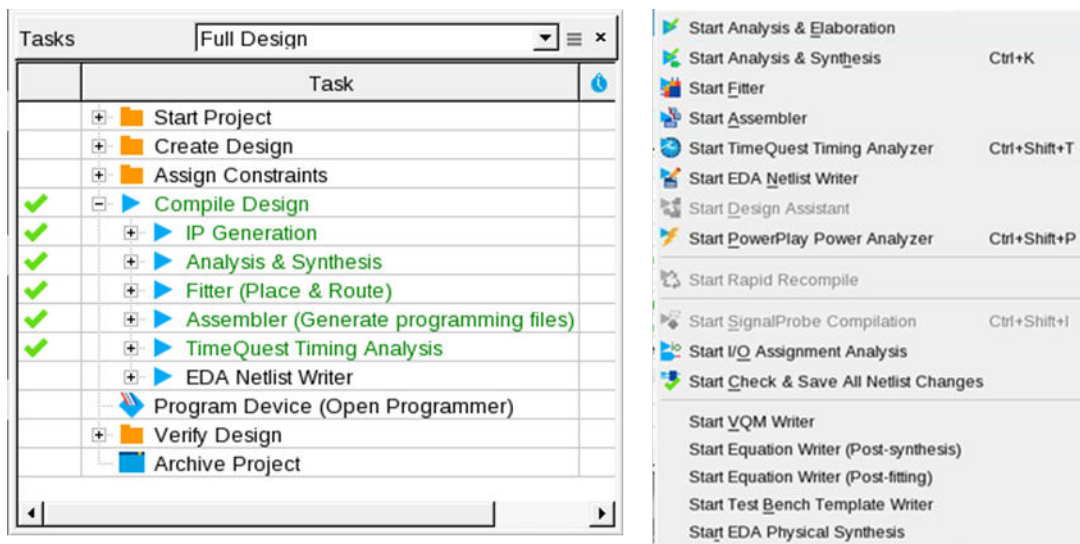 Tasks
Full Design
Task
Start Project
Create Design
Assign Constraints
Compile Design
IP Generation
Analysis & Synthesis
Fitter (Place & Route)
Assembler (Generate programming files)
TimeQuest Timing Analysis
EDA Netlist Writer
Program Device (Open Programmer)
Verify Design
Archive Project
Start Analysis & Elaboration
Start Analysis & Synthesis Ctrl+K
Start Fitter
Start Assembler
Start TimeQuest Timing Analyzer Ctrl+Shift+T
Start EDA Netlist Writer
Start Design Assistant
Start PowerPlay Power Analyzer Ctrl+Shift+P
Start Rapid Recompile
Start SignalProbe Compilation Ctrl+Shift+I
Start I/O Assignment Analysis
Start Check & Save All Netlist Changes
Start VQM Writer
Start Equation Writer (Post-synthesis)
Start Equation Writer (Post-fitting)
Start Test Bench Template Writer
Start EDA Physical Synthesis